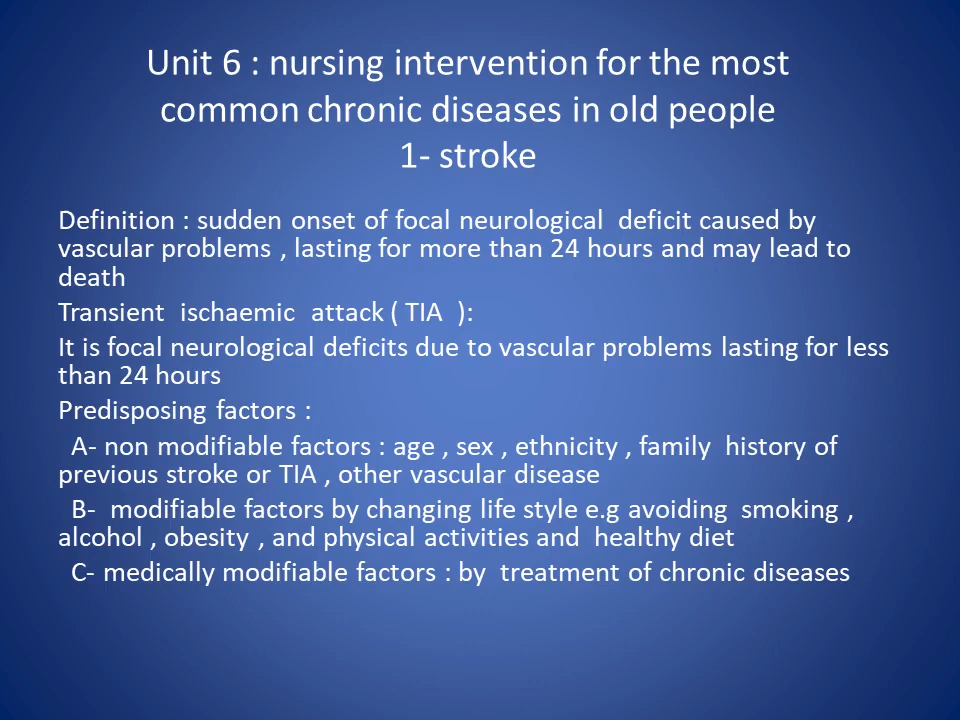 Unit 6 : nursing intervention for the most
common chronic diseases in old people
1- stroke
Definition : sudden onset of focal neurological deficit caused by
vascular problems , lasting for more than 24 hours and may lead to
death
Transient ischaemic attack ( TIA ):
It is focal neurological deficits due to vascular problems lasting for less
than 24 hours
Predisposing factors :
A- non modifiable factors : age , sex , ethnicity , family history of
previous stroke or TIA , other vascular disease
B- modifiable factors by changing life style e.g avoiding smoking ,
alcohol , obesity , and physical activities and healthy diet
C- medically modifiable factors : by treatment of chronic diseases